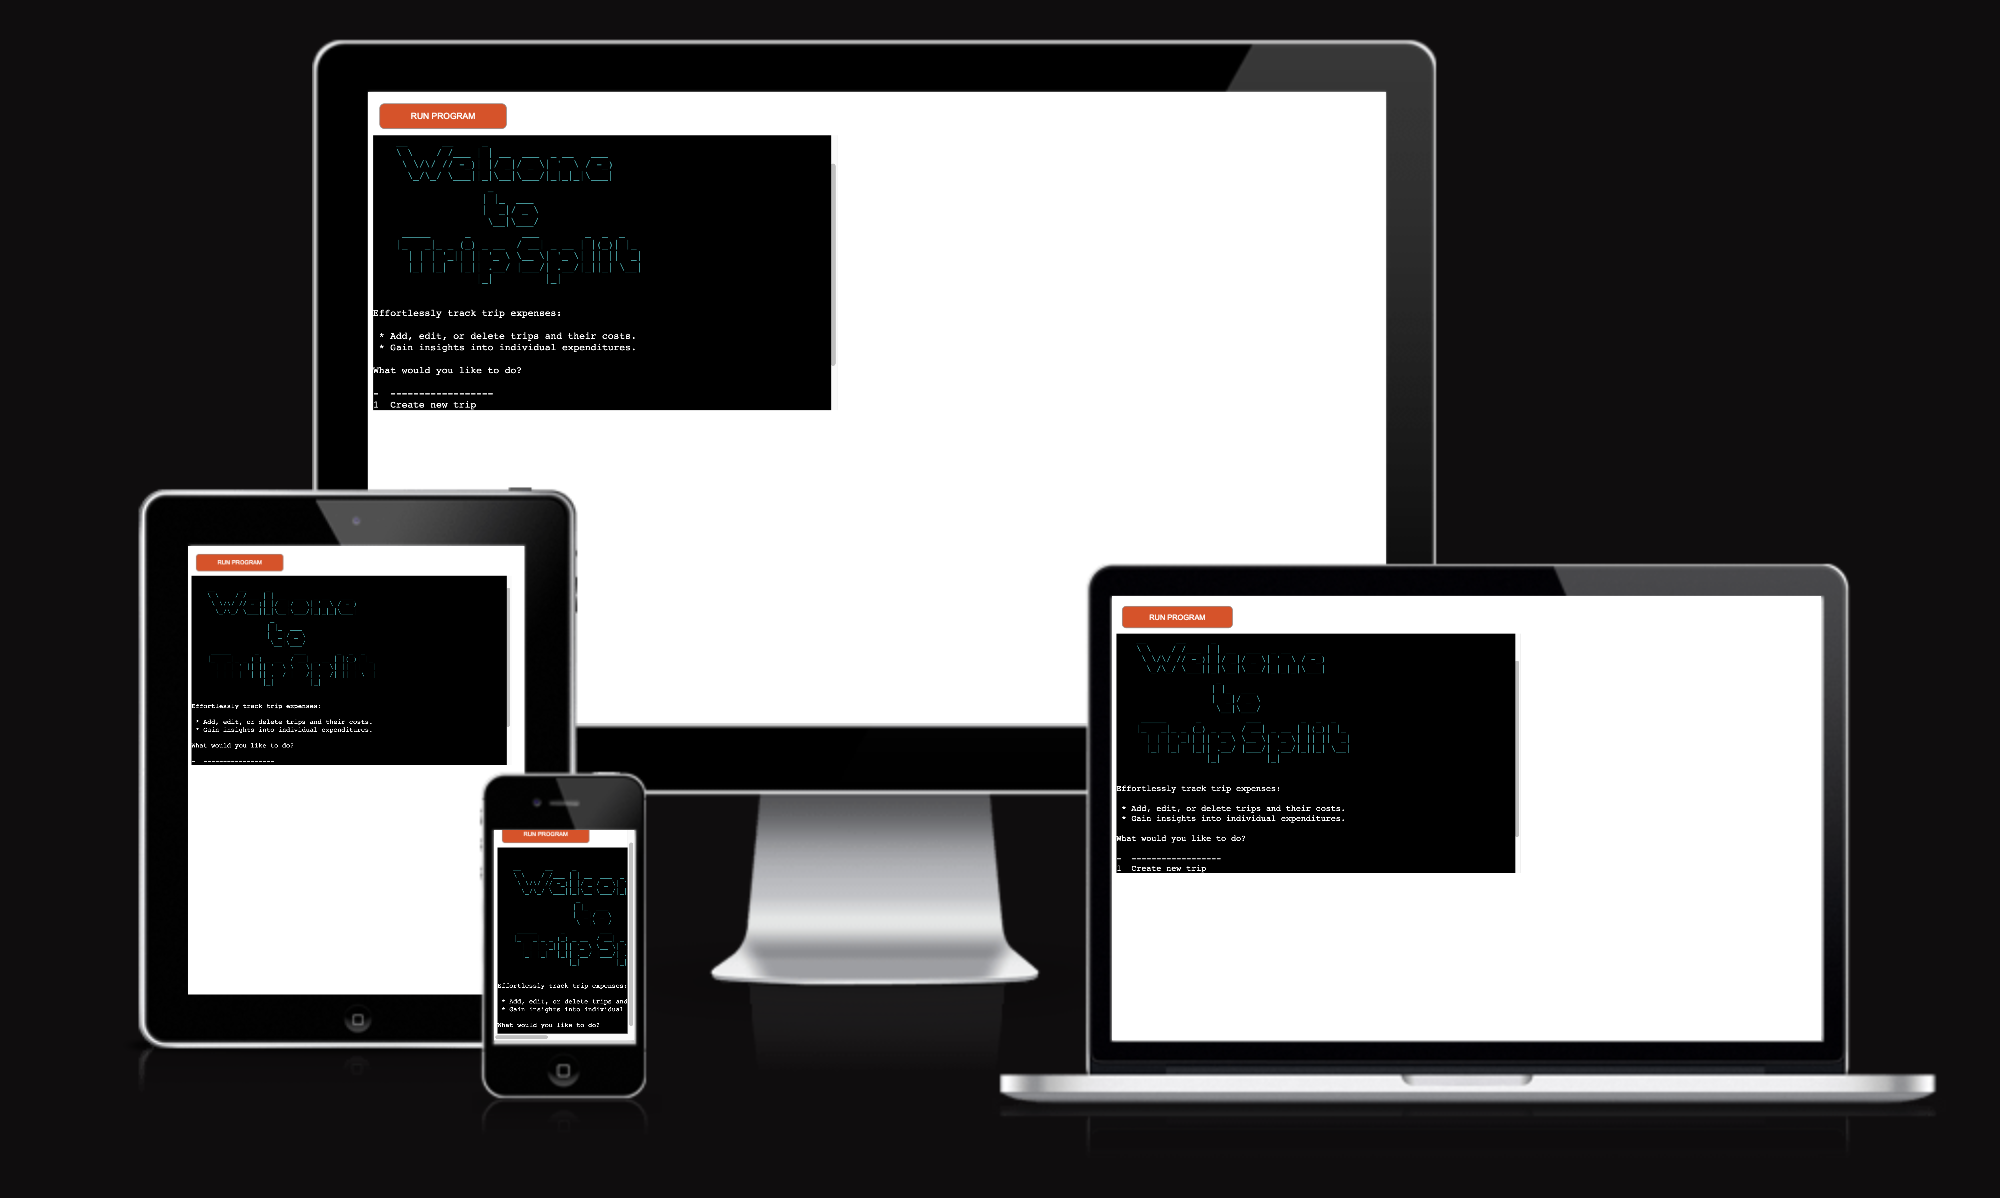 RUN PROGRAM
Welcome
to
TripSplit
Effortlessly track trip expenses:
* Add, edit, or delete trips and their costs.
* Gain insights into individual expenditures.
What would you like to do?
- ------------------
1 Create new trip
RUN PROGRAM
Welcome
to
TripSplit
Effortlessly track trip expenses:
* Add, edit, or delete trips and their costs.
* Gain insights into individual expenditures.
What would you like to do?
- ------------------
RUN PROGRAM
Welcom
to
TripSp
Effortlessly track trip expenses:
* Add, edit, or delete trips and
* Gain insights into individual
What would you like to do?
RUN PROGRAM
Welcome
to
TripSplit
Effortlessly track trip expenses:
* Add, edit, or delete trips and their costs.
* Gain insights into individual expenditures.
What would you like to do?
- ------------------
1 Create new trip